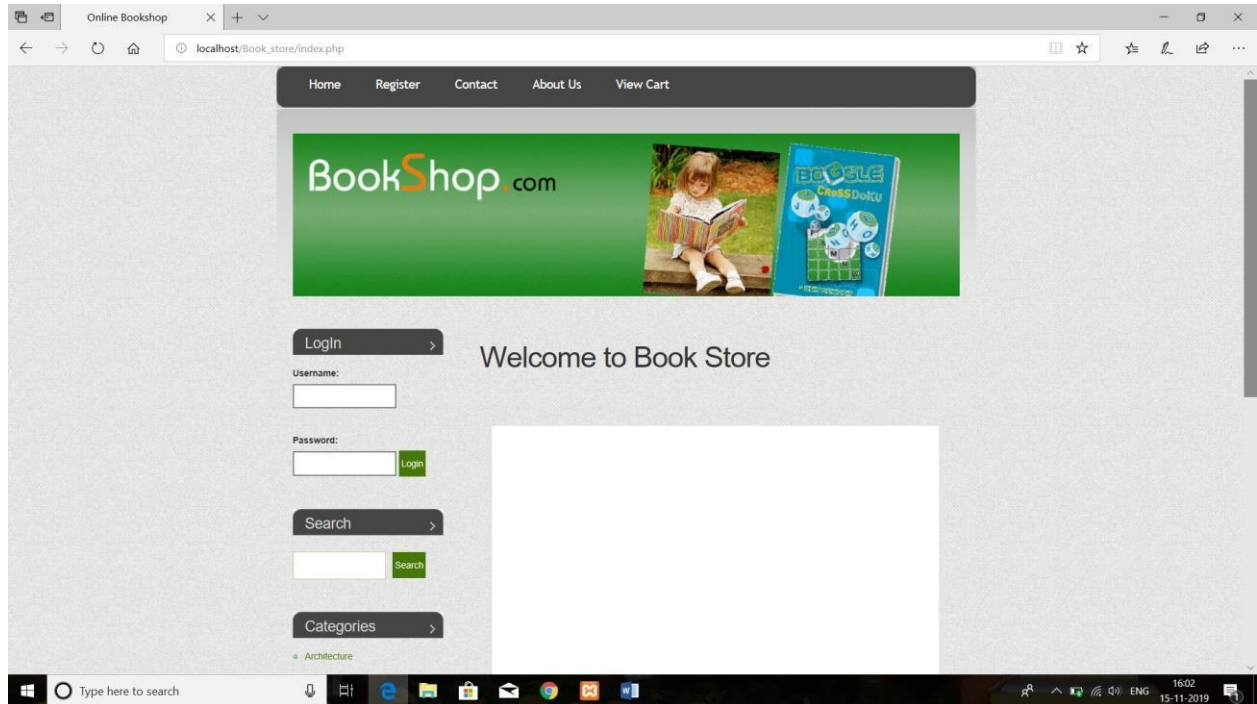 Online Bookshop
localhost/Book_store/index.php
Home Register Contact About Us View Cart
BookShop.com
BOGGLE
CROSSDOKU
LogIn
Welcome to Book Store
Username:
Password:
Login
Search
Search
Categories
Architecture
Type here to search
ENG
16:02
15-11-2019